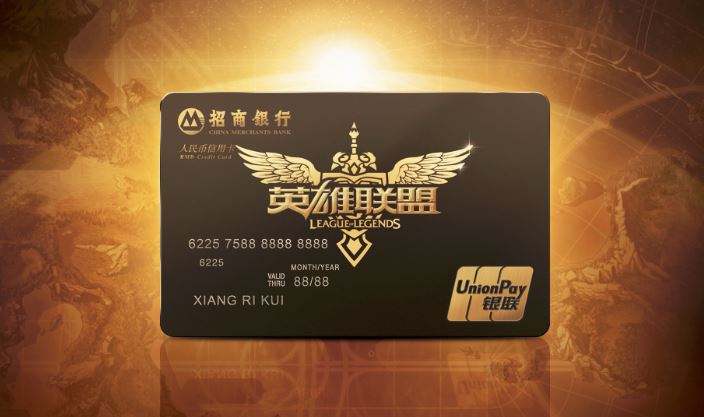 招商银行
CHINA MERCHANTS BANK
人民币信用卡
RMB Credit Card
英雄联盟
LEAGUE OF LEGENDS
6225 7588 8888 8888
6225
MONTH/YEAR
VALID
THRU
88/88
XIANG RI KUI
UnionPay
银联